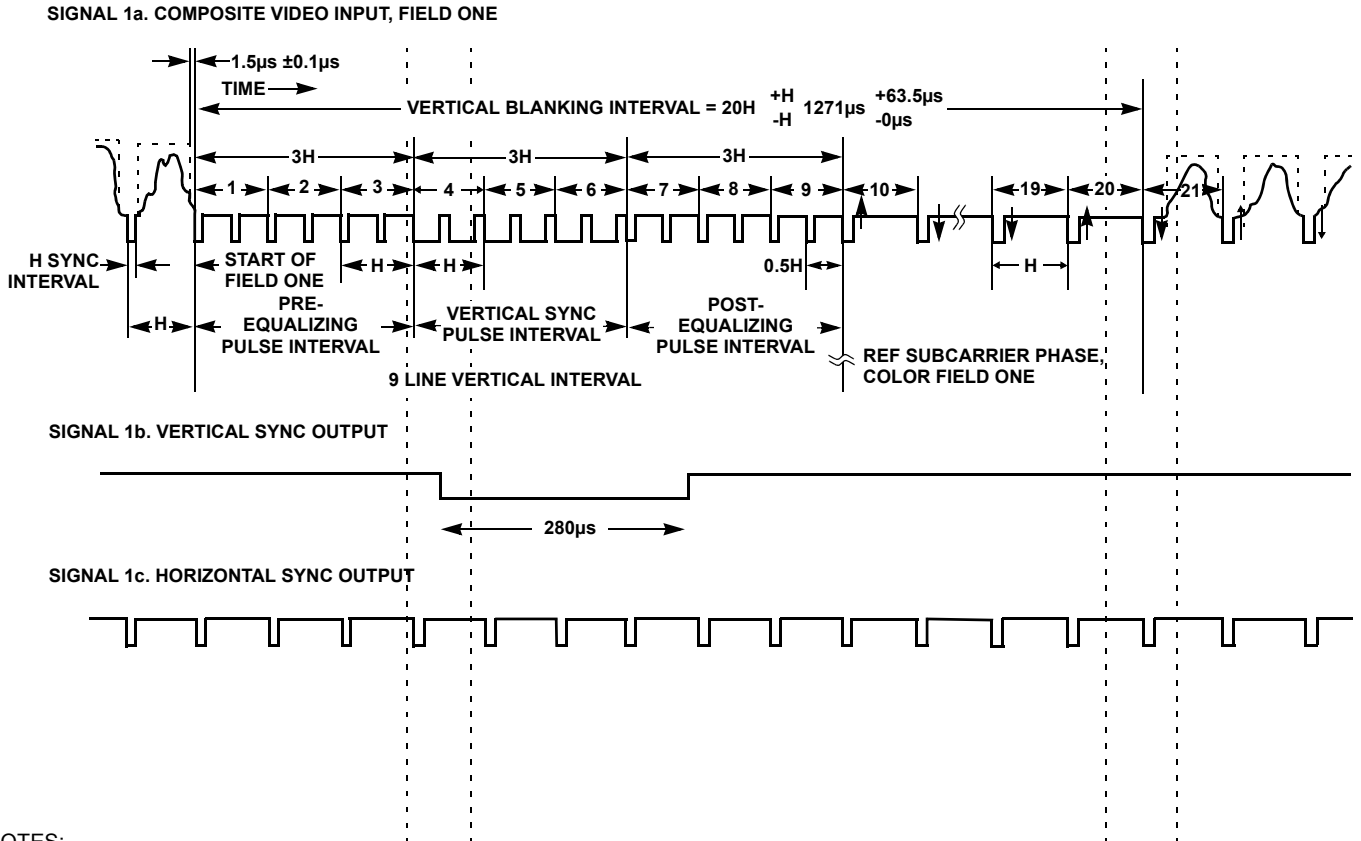 SIGNAL 1a. COMPOSITE VIDEO INPUT, FIELD ONE
1.5µs ±0.1µs
TIME
VERTICAL BLANKING INTERVAL = 20H +H -H 1271µs +63.5µs -0µs
3H 3H 3H
1 2 3 4 5 6 7 8 9 10 19 20 21
H SYNC
INTERVAL
START OF
FIELD ONE
H H 0.5H H
H
PRE-
EQUALIZING
PULSE INTERVAL
VERTICAL SYNC
PULSE INTERVAL
POST-
EQUALIZING
PULSE INTERVAL
REF SUBCARRIER PHASE,
COLOR FIELD ONE
9 LINE VERTICAL INTERVAL
SIGNAL 1b. VERTICAL SYNC OUTPUT
280µs
SIGNAL 1c. HORIZONTAL SYNC OUTPUT